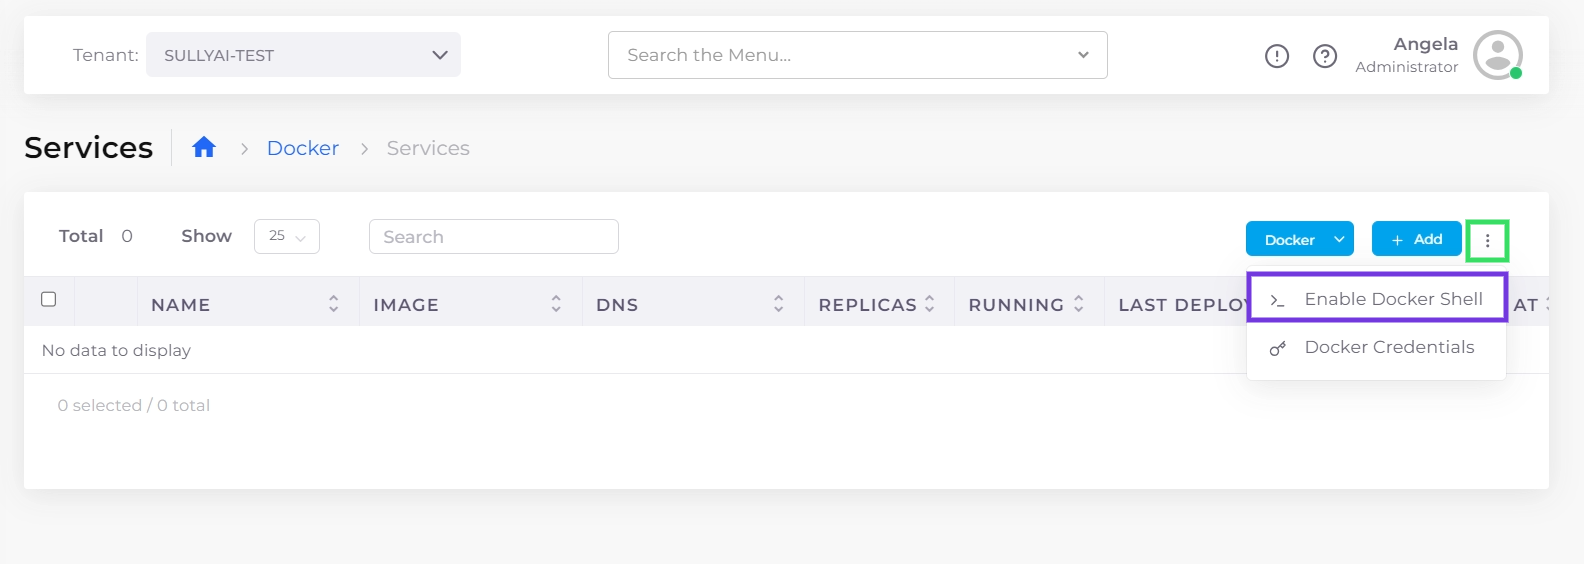 Tenant: SULLYAI-TEST Search the Menu... Angela
Administrator
Services Docker Services
Total 0 Show 25 Search Docker + Add
NAME IMAGE DNS REPLICAS RUNNING LAST DEPLOY AT
Enable Docker Shell
No data to display
Docker Credentials
0 selected / 0 total